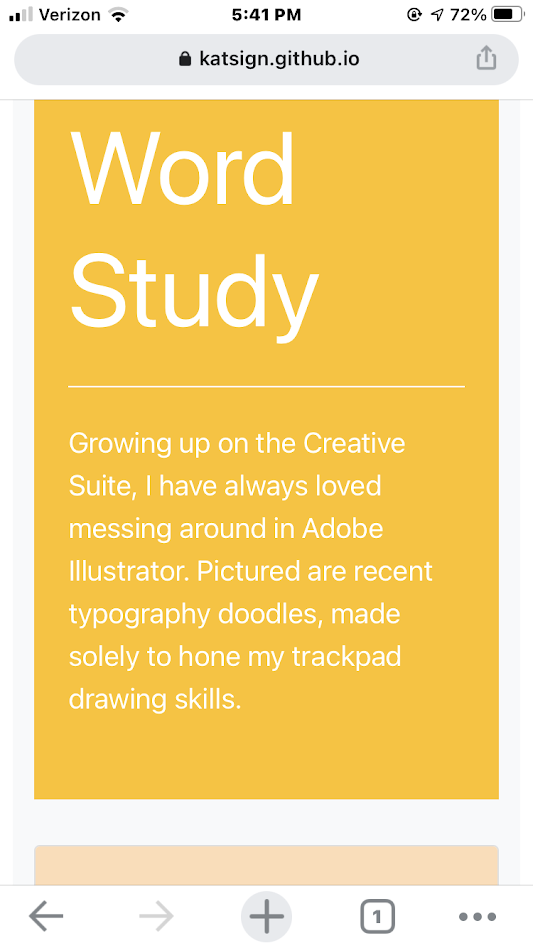 Verizon 5:41 PM 72%
katsign.github.io
Word
Study
Growing up on the Creative
Suite, I have always loved
messing around in Adobe
Illustrator. Pictured are recent
typography doodles, made
solely to hone my trackpad
drawing skills.
1